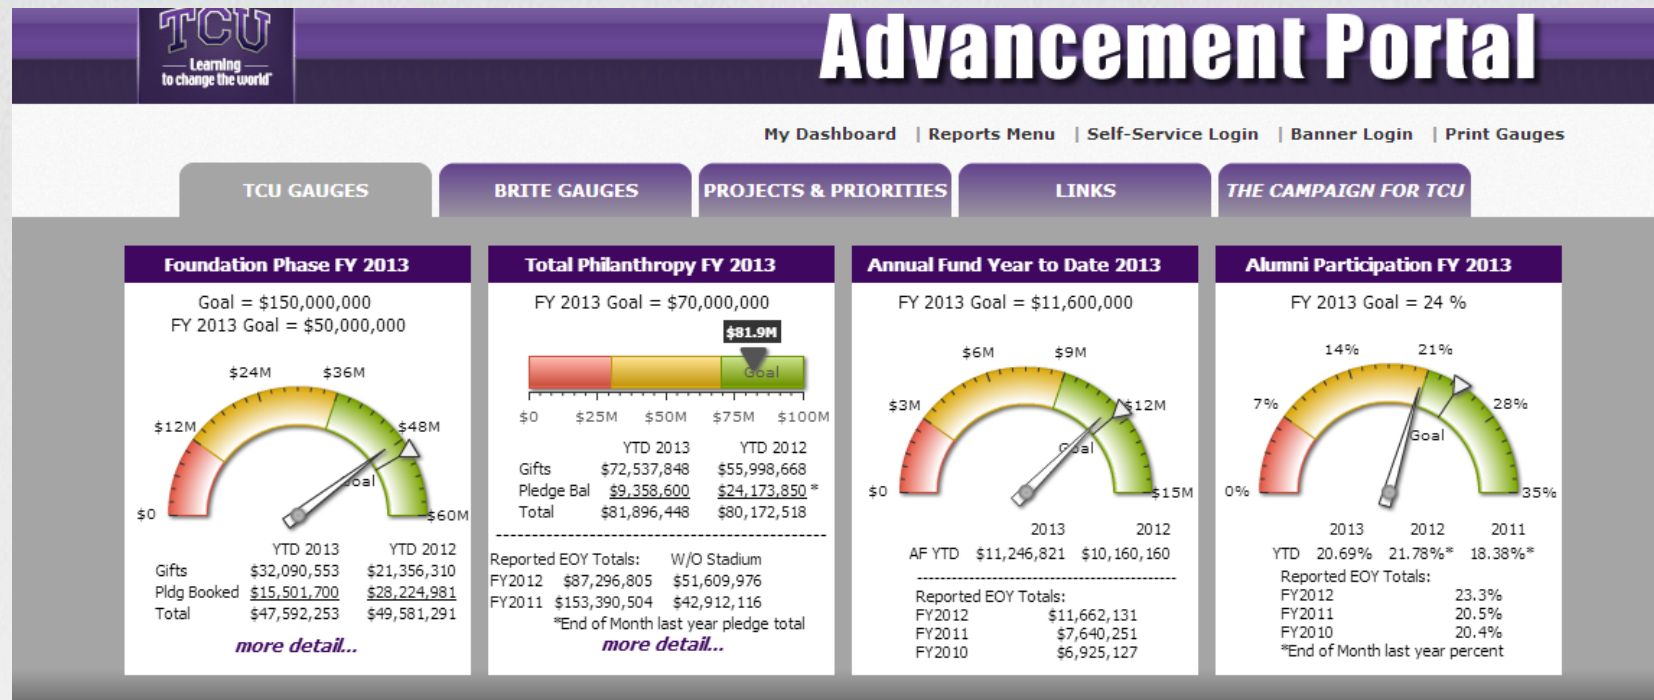 TCU
Learning
to change the world™
Advancement Portal
My Dashboard | Reports Menu | Self-Service Login | Banner Login | Print Gauges
TCU GAUGES
BRITE GAUGES
PROJECTS & PRIORITIES
LINKS
THE CAMPAIGN FOR TCU
Foundation Phase FY 2013
Goal = $150,000,000
FY 2013 Goal = $50,000,000
$24M $36M
$12M $48M
Goal
$0 $60M
YTD 2013 YTD 2012
Gifts $32,090,553 $21,356,310
Pldg Booked $15,501,700 $28,224,981
Total $47,592,253 $49,581,291
more detail...
Total Philanthropy FY 2013
FY 2013 Goal = $70,000,000
$81.9M
Goal
$0 $25M $50M $75M $100M
YTD 2013 YTD 2012
Gifts $72,537,848 $55,998,668
Pledge Bal $9,358,600 $24,173,850 *
Total $81,896,448 $80,172,518
Reported EOY Totals: W/O Stadium
FY2012 $87,296,805 $51,609,976
FY2011 $153,390,504 $42,912,116
*End of Month last year pledge total
more detail...
Annual Fund Year to Date 2013
FY 2013 Goal = $11,600,000
$6M $9M
$3M $12M
Goal
$0 $15M
2013 2012
AF YTD $11,246,821 $10,160,160
Reported EOY Totals:
FY2012 $11,662,131
FY2011 $7,640,251
FY2010 $6,925,127
Alumni Participation FY 2013
FY 2013 Goal = 24 %
14% 21%
7% 28%
Goal
0% 35%
2013 2012 2011
YTD 20.69% 21.78%* 18.38%*
Reported EOY Totals:
FY2012 23.3%
FY2011 20.5%
FY2010 20.4%
*End of Month last year percent